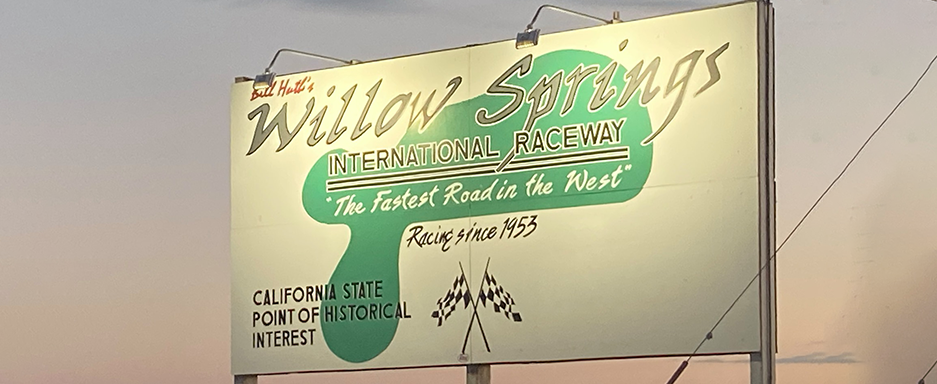 Bill Huth's
Willow Springs
INTERNATIONAL RACEWAY
"The Fastest Road in the West"
Racing since 1953
CALIFORNIA STATE
POINT OF HISTORICAL
INTEREST